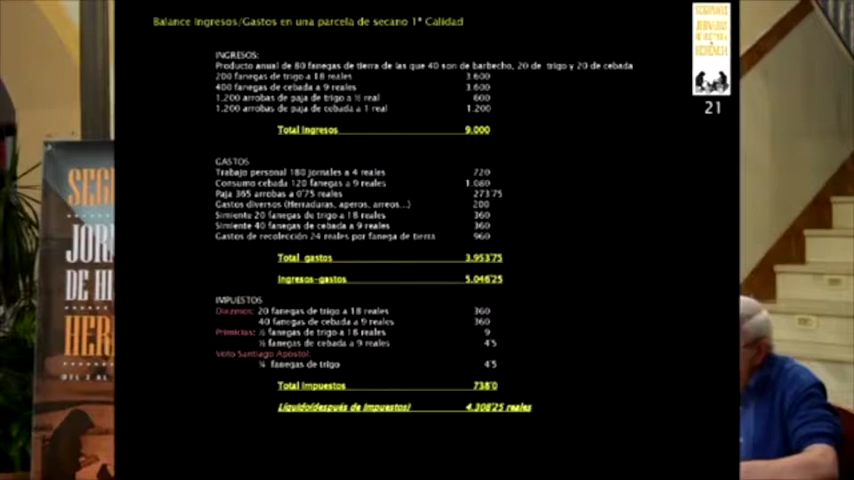 Balance Ingresos/Gastos en una parcela de secano 1ª Calidad
INGRESOS:
Producto anual de 80 fanegas de tierra de las que 40 son de barbecho, 20 de trigo y 20 de cebada
200 fanegas de trigo a 18 reales 3.600
400 fanegas de cebada a 9 reales 3.600
1.200 arrobas de paja de trigo a ½ real 600
1.200 arrobas de paja de cebada a 1 real 1.200
Total Ingresos 9.000
GASTOS
Trabajo personal 180 jornales a 4 reales 720
Consumo cebada 120 fanegas a 9 reales 1.080
Paja 365 arrobas a 0'75 reales 273'75
Gastos diversos (Herraduras, aperos, arreos...) 200
Simiente 20 fanegas de trigo a 18 reales 360
Simiente 40 fanegas de cebada a 9 reales 360
Gastos de recolección 24 reales por fanega de tierra 960
Total gastos 3.953'75
Ingresos-gastos 5.046'25
IMPUESTOS
Diezmos: 20 fanegas de trigo a 18 reales 360
40 fanegas de cebada a 9 reales 360
Primicias: ½ fanegas de trigo a 18 reales 9
½ fanegas de cebada a 9 reales 4'5
Voto Santiago Apostol:
¼ fanegas de trigo 4'5
Total Impuestos 738'0
Líquido(después de Impuestos) 4.308'25 reales
21
SEG
JOR
DE HI
HER